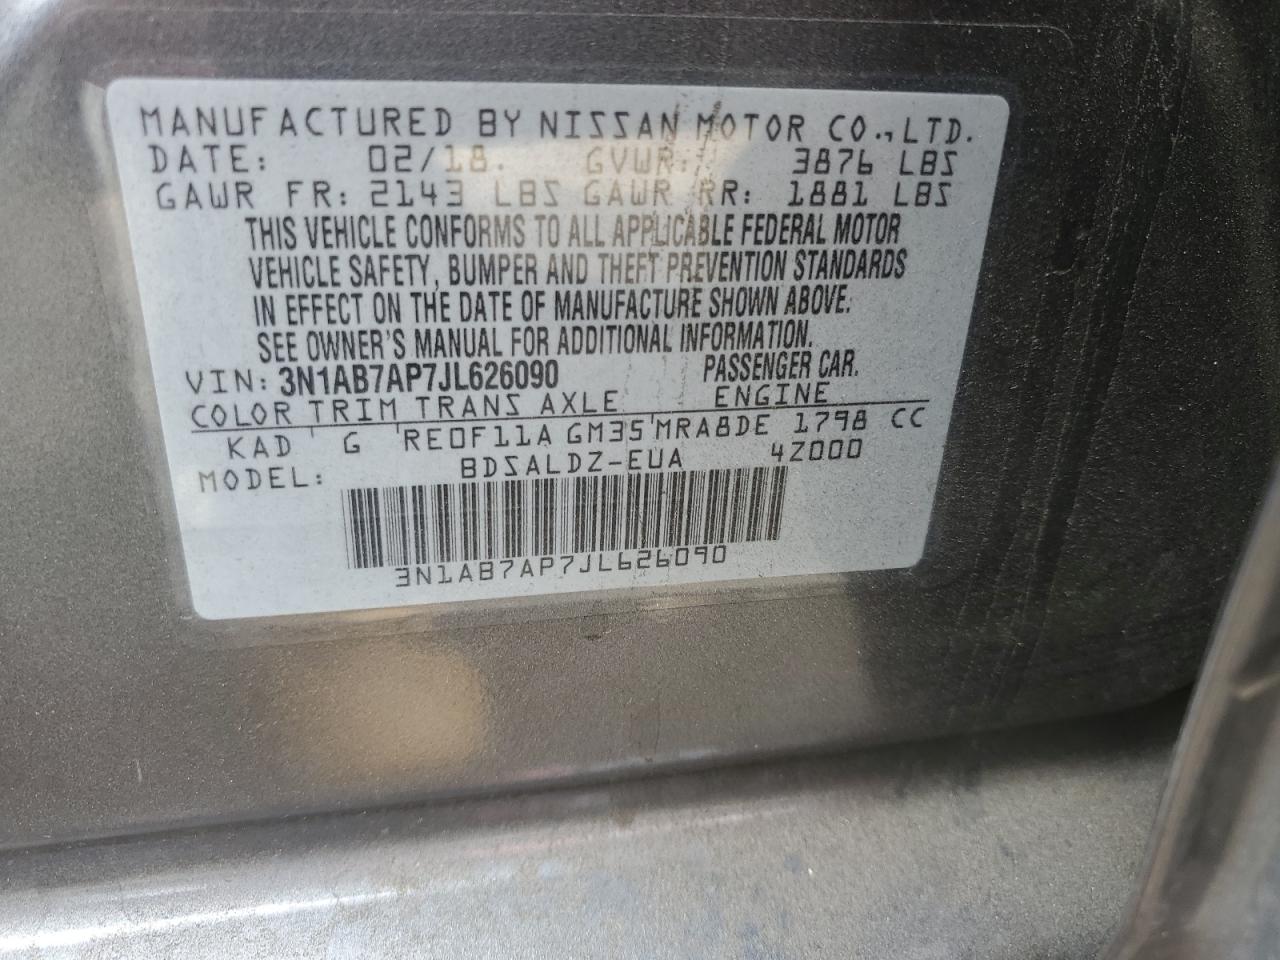 MANUFACTURED BY NISSAN MOTOR CO., LTD.
DATE: 02/18. GVWR: 3876 LBS
GAWR FR: 2143 LBS GAWR RR: 1881 LBS
THIS VEHICLE CONFORMS TO ALL APPLICABLE FEDERAL MOTOR
VEHICLE SAFETY, BUMPER AND THEFT PREVENTION STANDARDS
IN EFFECT ON THE DATE OF MANUFACTURE SHOWN ABOVE.
SEE OWNER'S MANUAL FOR ADDITIONAL INFORMATION.
VIN: 3N1AB7AP7JL626090 PASSENGER CAR.
COLOR TRIM TRANS AXLE ENGINE
KAD G RE0F11A GM35 MRA8DE 1798 CC
MODEL: BDSALDZ-EUA 4Z000
3N1AB7AP7JL626090